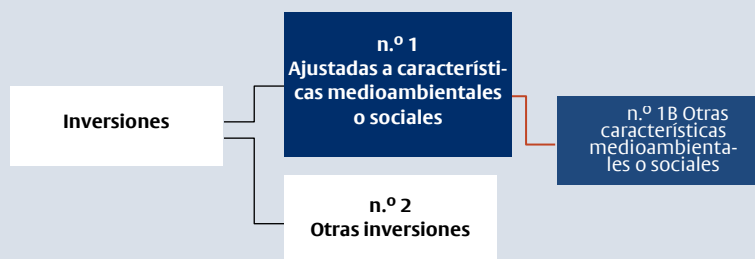 Inversiones
n.º 1
Ajustadas a característi-
cas medioambientales
o sociales
n.º 1B Otras
características
medioambienta-
les o sociales
n.º 2
Otras inversiones